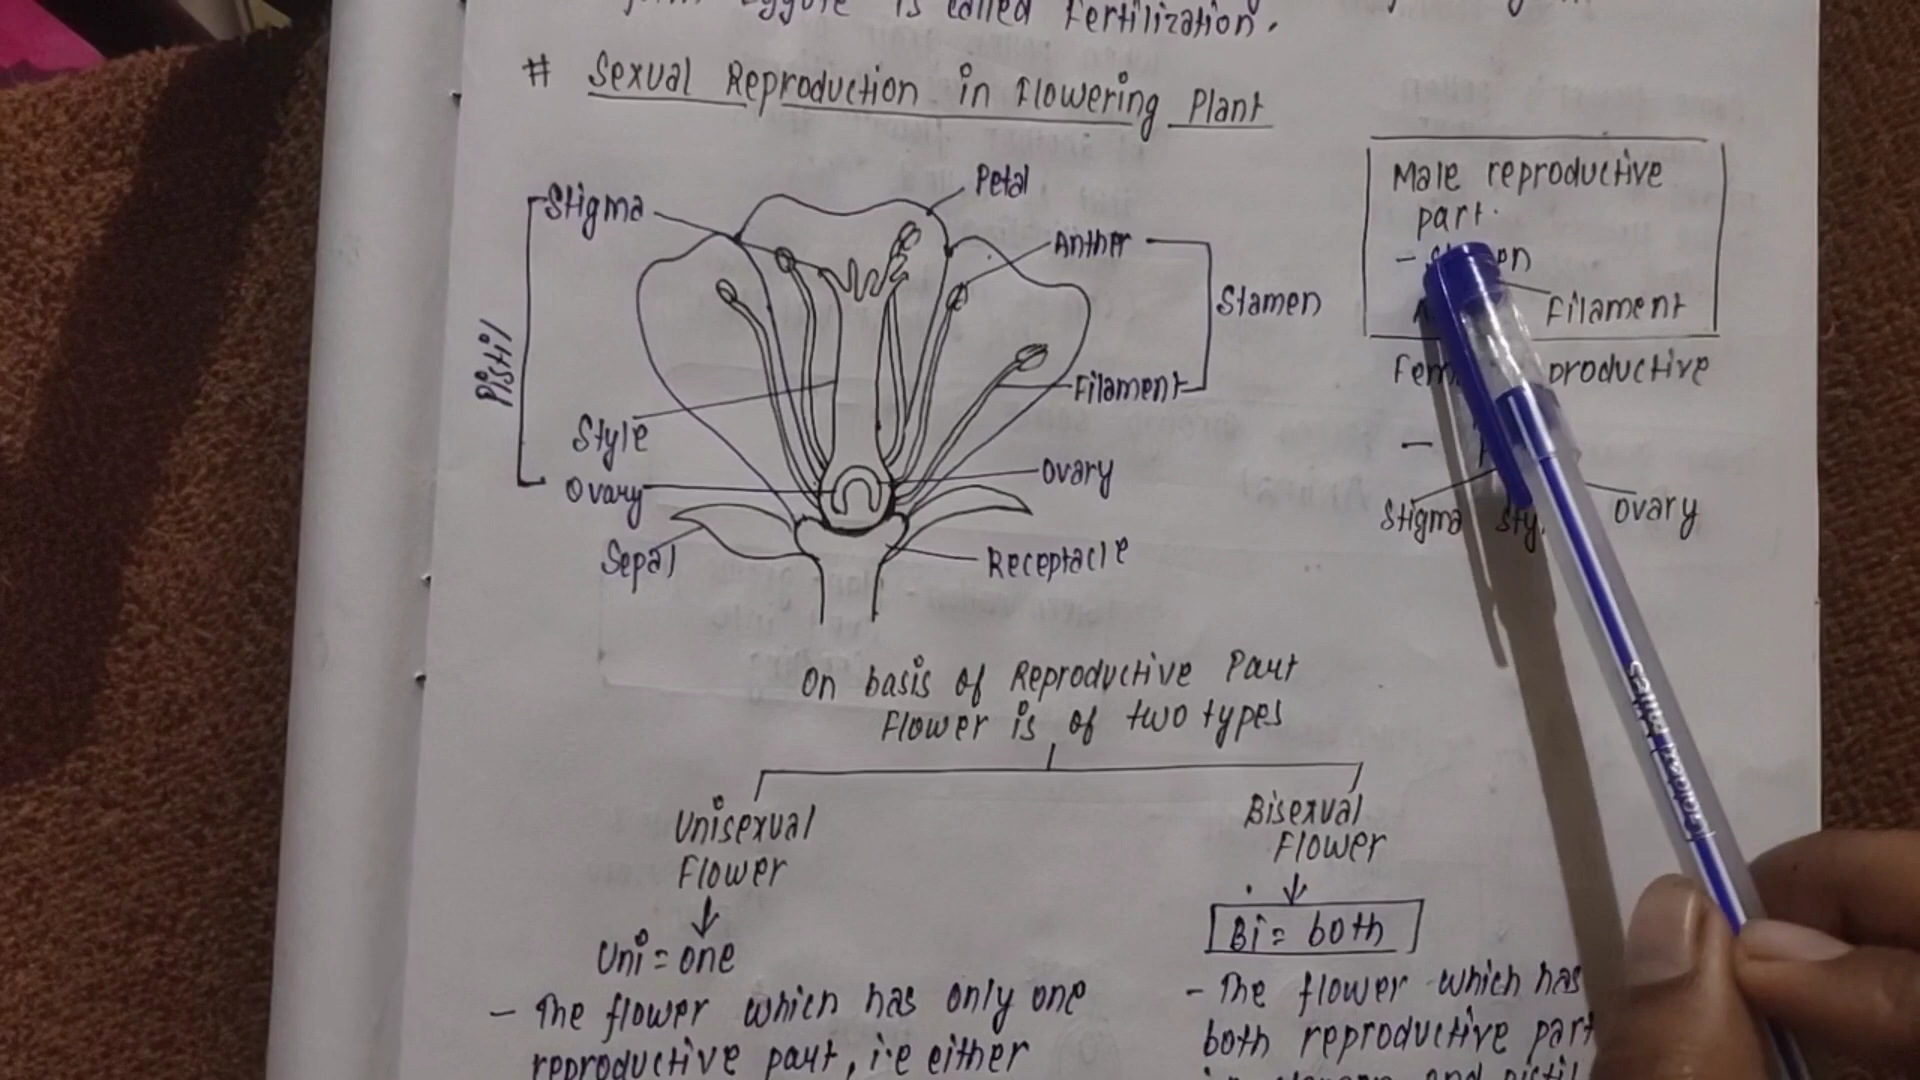 is called Fertilization.
# Sexual Reproduction in Flowering Plant
Stigma
Petal
Anther
Stamen
Filament
Pistil
Style
Ovary
Ovary
Sepal
Receptacle
Male reproductive
part.
Filament
productive
Stigma
Ovary
On basis of Reproductive Part
Flower is of two types
Unisexual
Flower
Uni = one
- The flower which has only one
reproductive part, i.e either
Bisexual
Flower
Bi = both
- The flower which has
both reproductive part